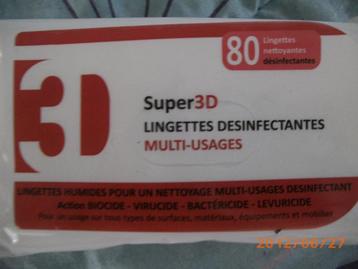 80 Lingettes
nettoyantes
désinfectantes
3D
Super3D
LINGETTES DESINFECTANTES
MULTI-USAGES
LINGETTES HUMIDES POUR UN NETTOYAGE MULTI-USAGES DESINFECTANT
Action BIOCIDE - VIRUCIDE - BACTÉRICIDE - LEVURICIDE
Pour un usage sur tous types de surfaces, matériaux, équipements et mobilier
2012/08/27